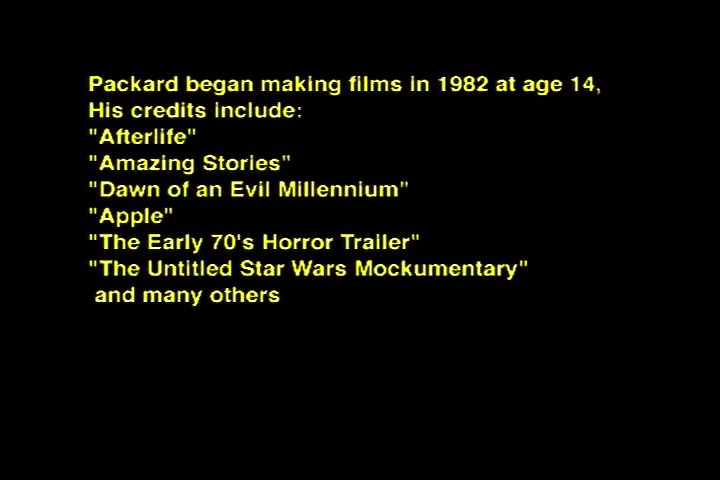 Packard began making films in 1982 at age 14,
His credits include:
"Afterlife"
"Amazing Stories"
"Dawn of an Evil Millennium"
"Apple"
"The Early 70's Horror Trailer"
"The Untitled Star Wars Mockumentary"
and many others